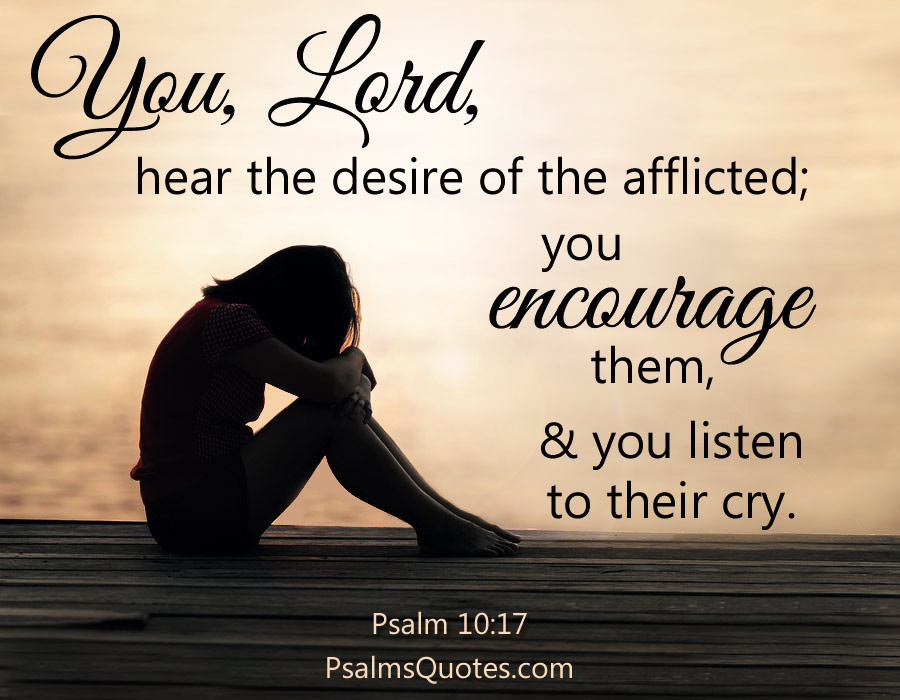 You, Lord,
hear the desire of the afflicted;
you
encourage
them,
& you listen
to their cry.
Psalm 10:17
PsalmsQuotes.com